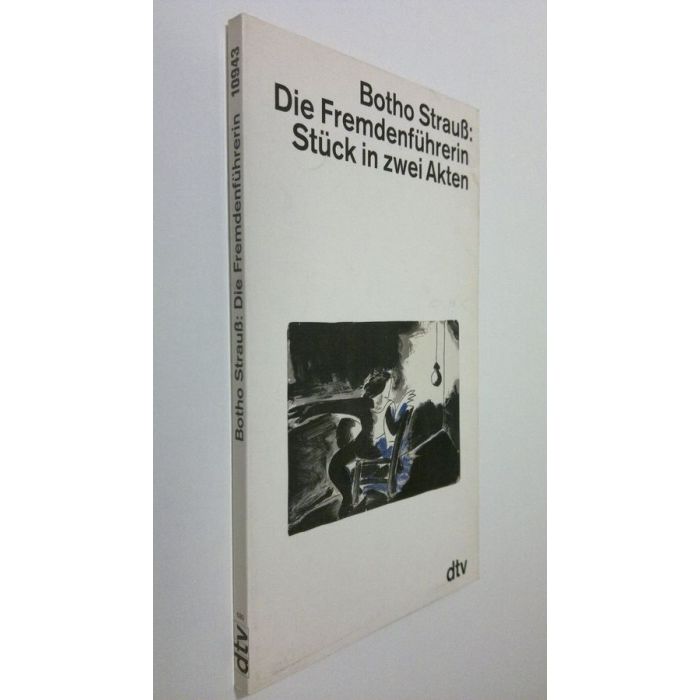 Botho Strauß:
Die Fremdenführerin
Stück in zwei Akten
dtv
Botho Strauß: Die Fremdenführerin 10943
dtv